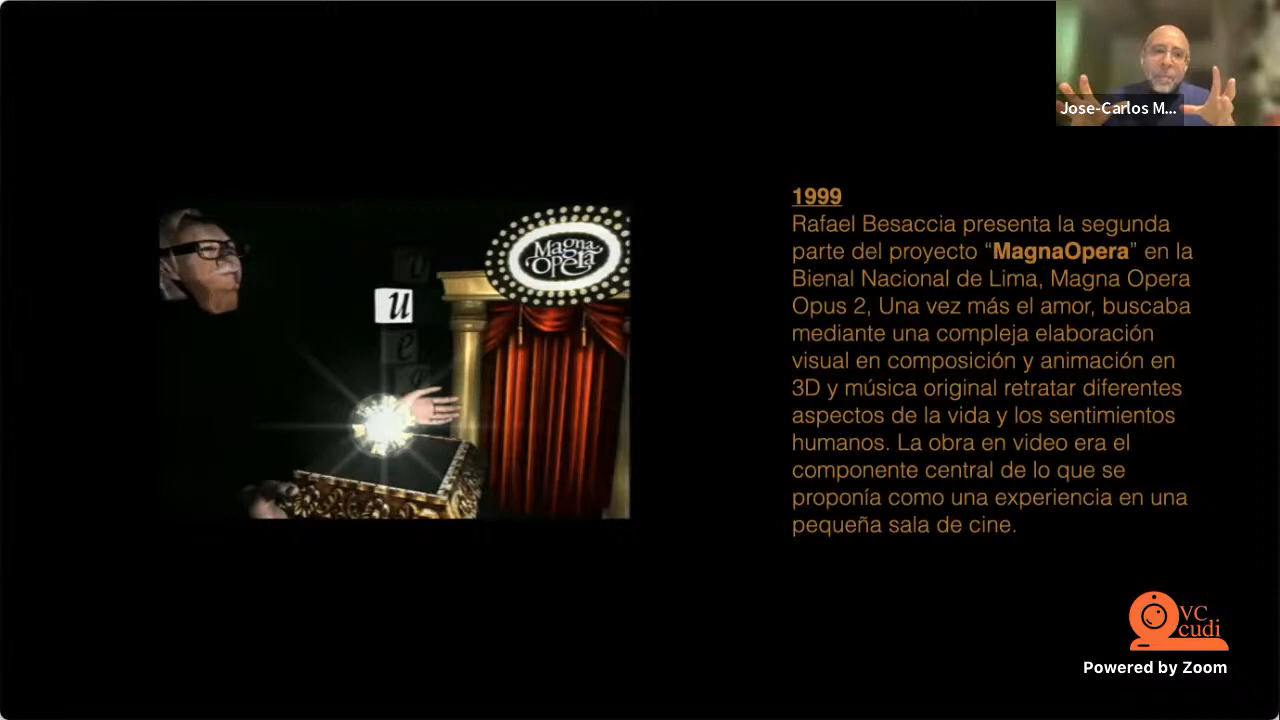 Jose-Carlos M...
1999
Rafael Besaccia presenta la segunda
parte del proyecto “MagnaOpera” en la
Bienal Nacional de Lima, Magna Opera
Opus 2, Una vez más el amor, buscaba
mediante una compleja elaboración
visual en composición y animación en
3D y música original retratar diferentes
aspectos de la vida y los sentimientos
humanos. La obra en video era el
componente central de lo que se
proponía como una experiencia en una
pequeña sala de cine.
Magna
Opera
u
e
VC
cudi
Powered by Zoom